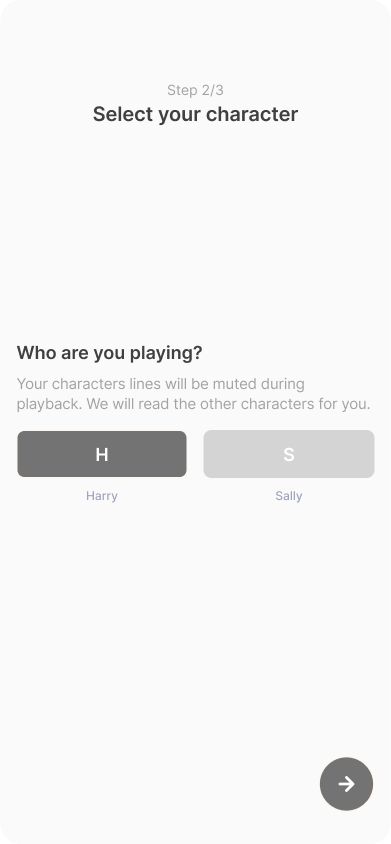 Step 2/3
Select your character
Who are you playing?
Your characters lines will be muted during
playback. We will read the other characters for you.
H
S
Harry
Sally